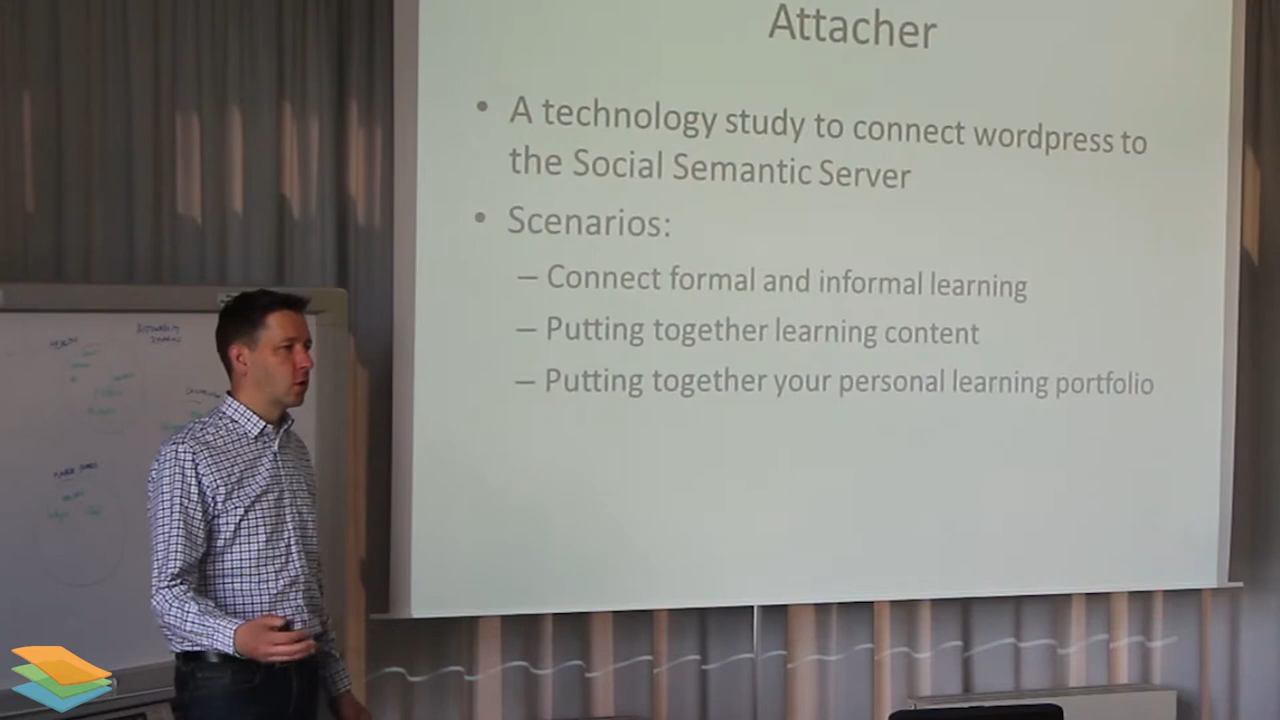 Attacher
• A technology study to connect wordpress to
the Social Semantic Server
• Scenarios:
– Connect formal and informal learning
– Putting together learning content
– Putting together your personal learning portfolio